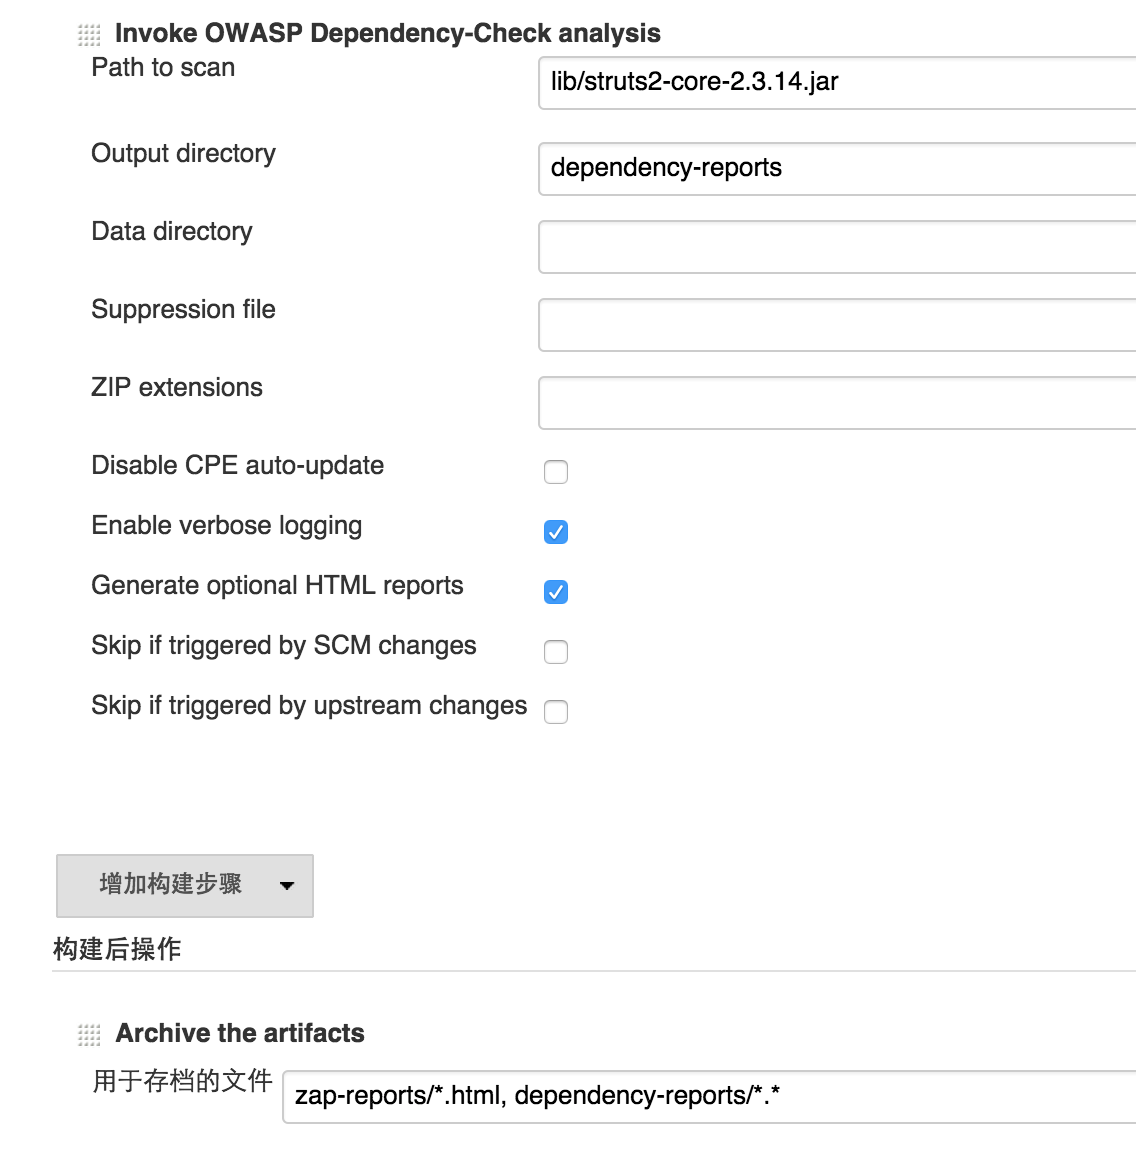 Invoke OWASP Dependency-Check analysis
Path to scan
lib/struts2-core-2.3.14.jar
Output directory
dependency-reports
Data directory
Suppression file
ZIP extensions
Disable CPE auto-update
Enable verbose logging
Generate optional HTML reports
Skip if triggered by SCM changes
Skip if triggered by upstream changes
增加构建步骤
构建后操作
Archive the artifacts
用于存档的文件
zap-reports/*.html, dependency-reports/*.*